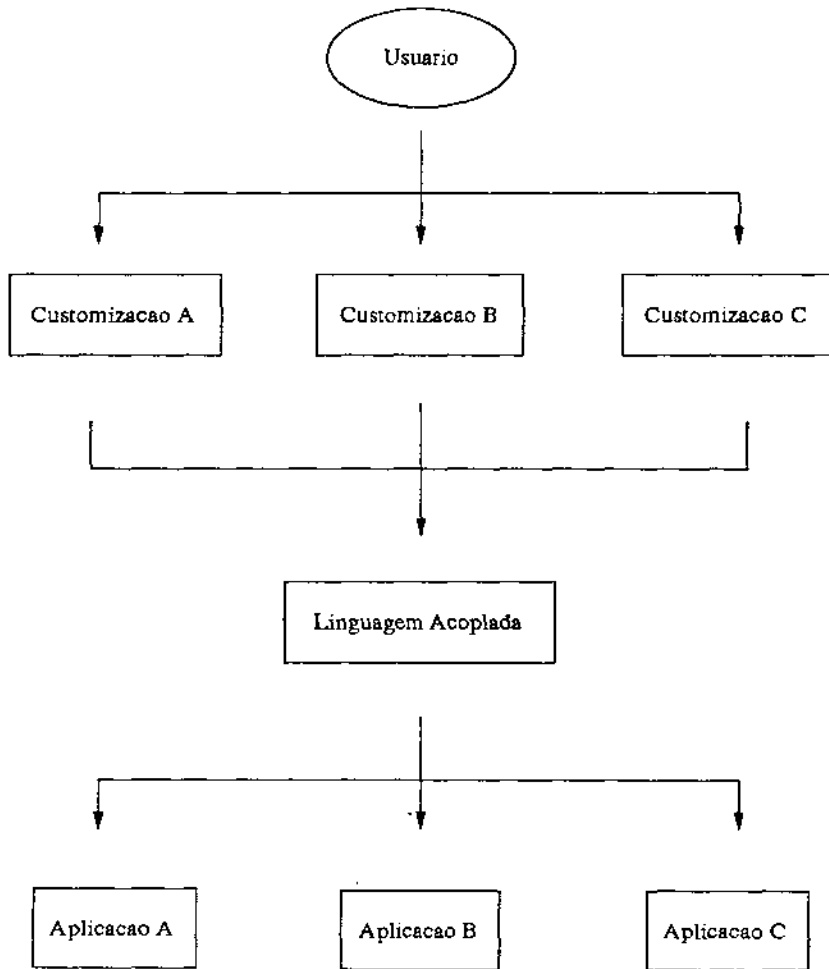 Usuario
Customizacao A
Customizacao B
Customizacao C
Linguagem Acoplada
Aplicacao A
Aplicacao B
Aplicacao C